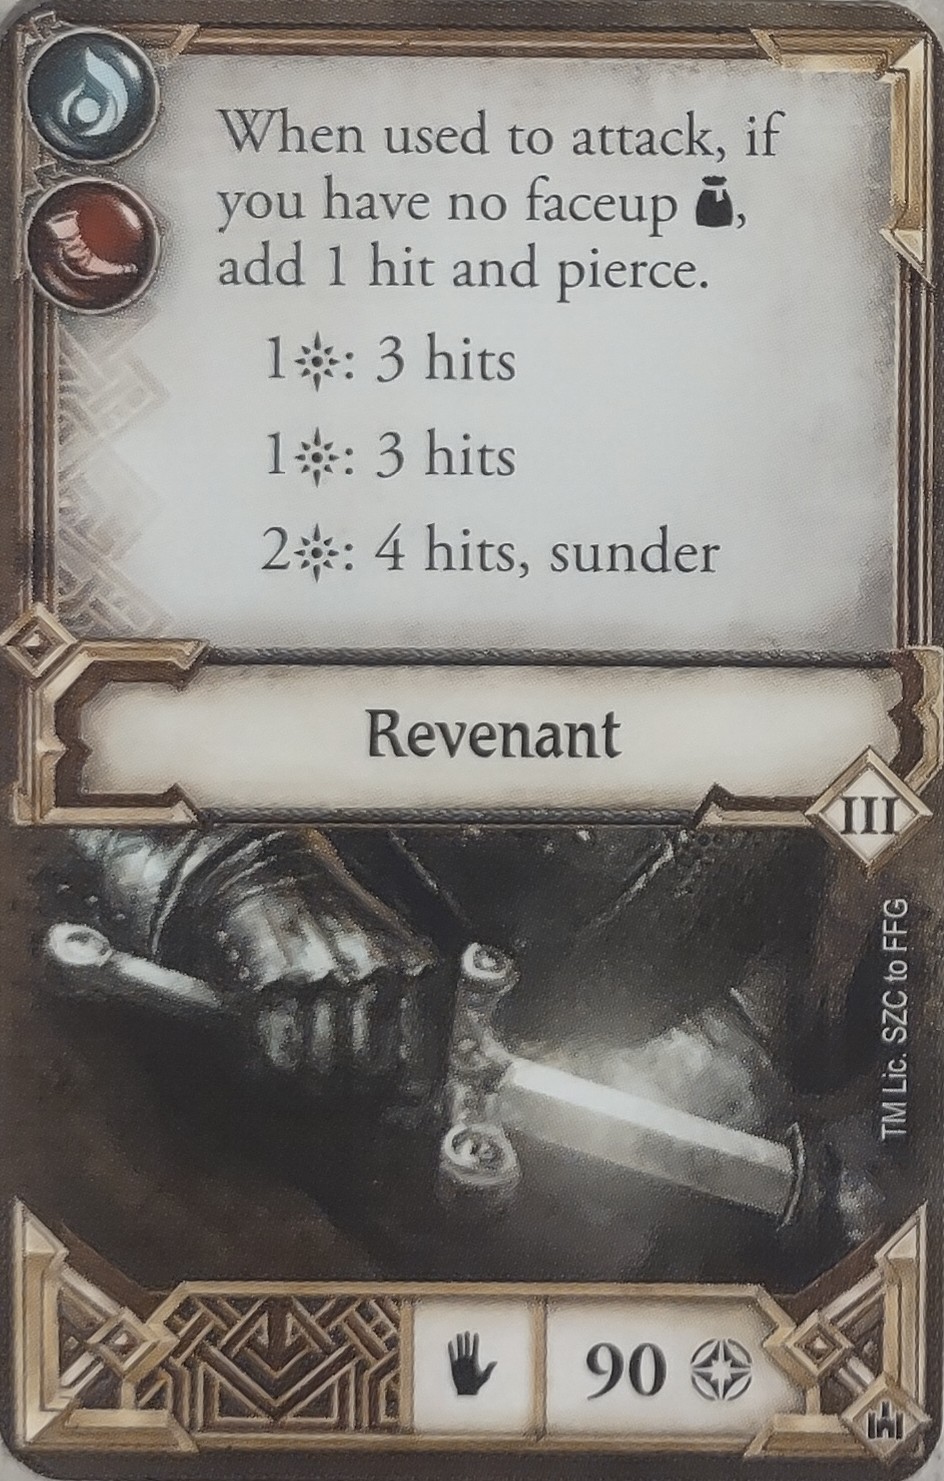 When used to attack, if
you have no faceup ,
add 1 hit and pierce.
1 : 3 hits
1 : 3 hits
2 : 4 hits, sunder
Revenant
III
TM Lic. SZC to FFG
90